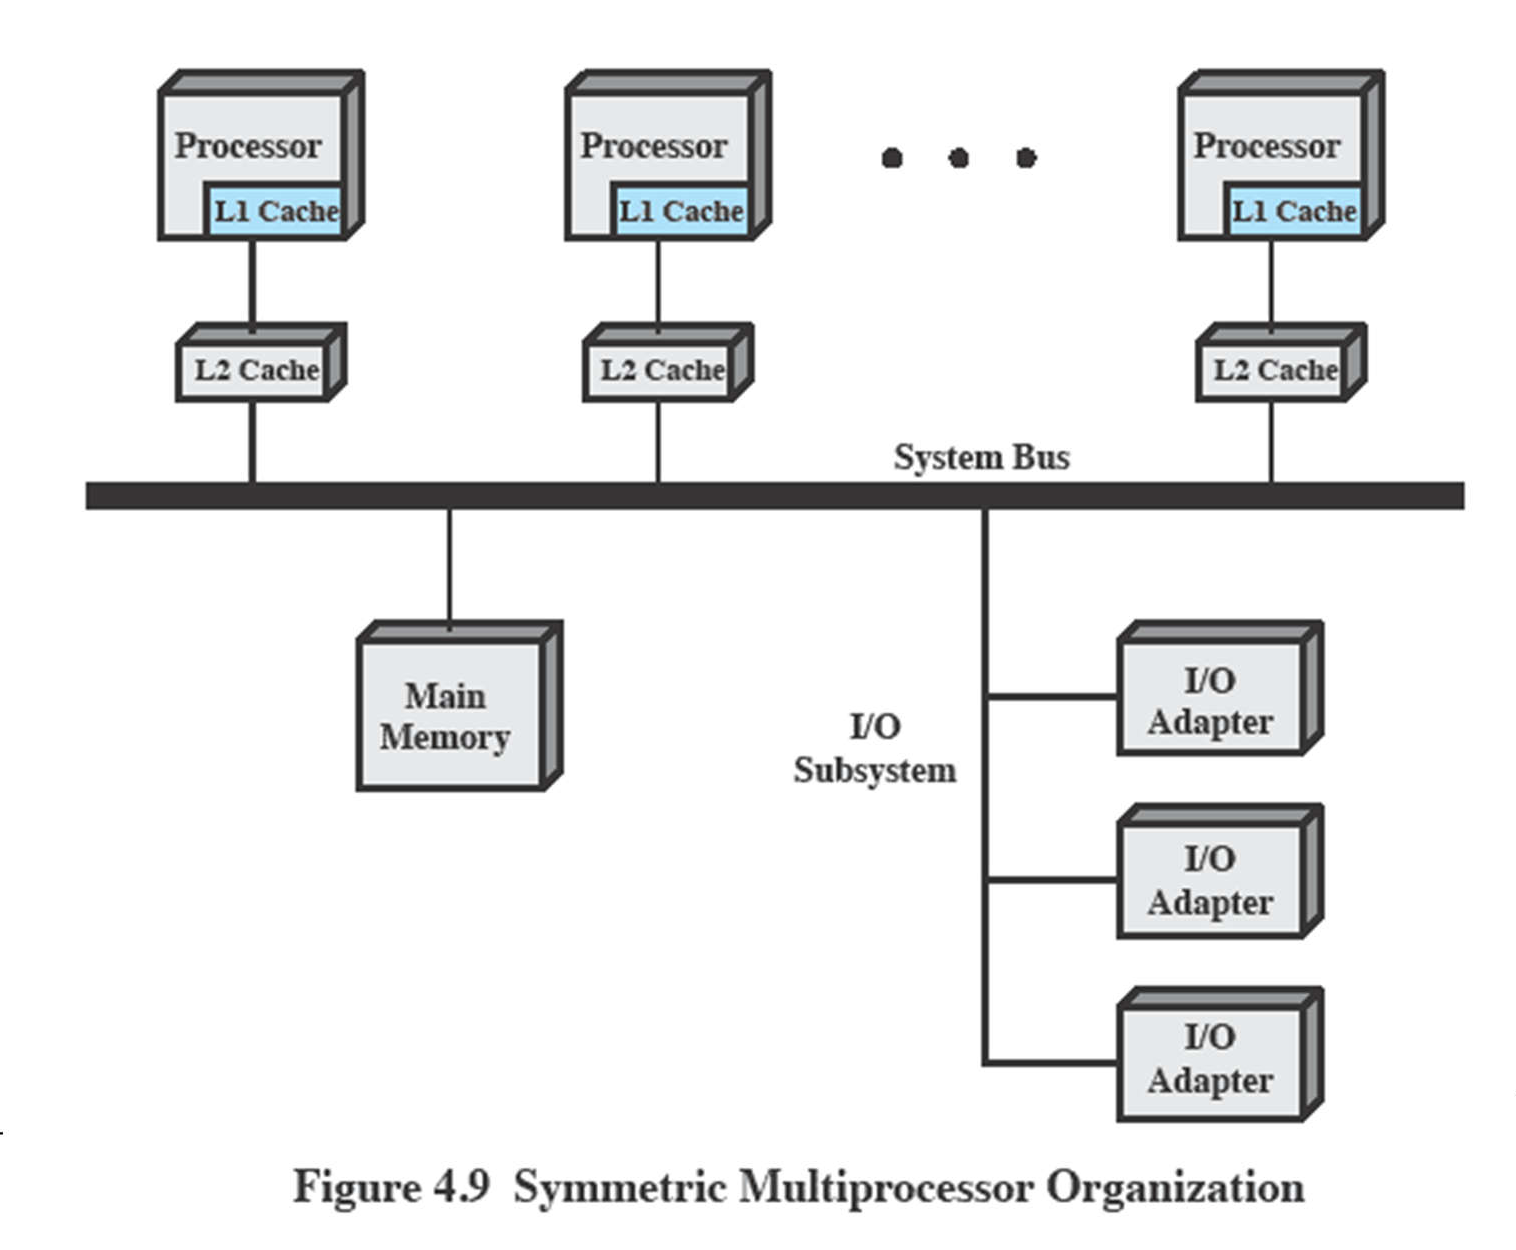 Processor
L1 Cache
Processor
L1 Cache
Processor
L1 Cache
L2 Cache
L2 Cache
L2 Cache
System Bus
Main
Memory
I/O
Subsystem
I/O
Adapter
I/O
Adapter
I/O
Adapter
Figure 4.9 Symmetric Multiprocessor Organization